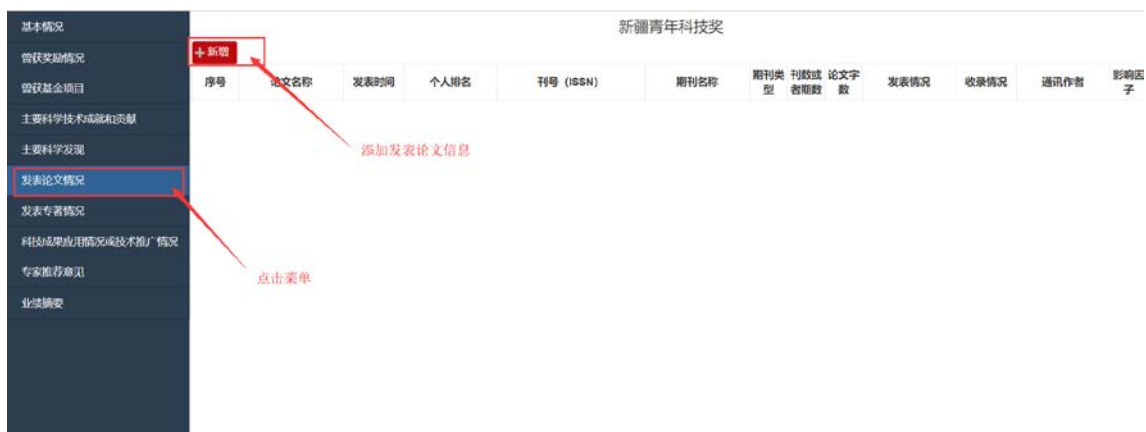 新疆青年科技奖
基本情况
曾获奖励情况
曾获基金项目
主要科学技术成就和贡献
主要科学发现
发表论文情况
发表专著情况
科技成果应用情况或技术推广情况
专家推荐意见
业绩摘要
+新增
序号 论文名称 发表时间 个人排名 刊号（ISSN） 期刊名称 期刊类型 刊数或者期数 论文字数 发表情况 收录情况 通讯作者 影响因子
添加发表论文信息
点击菜单